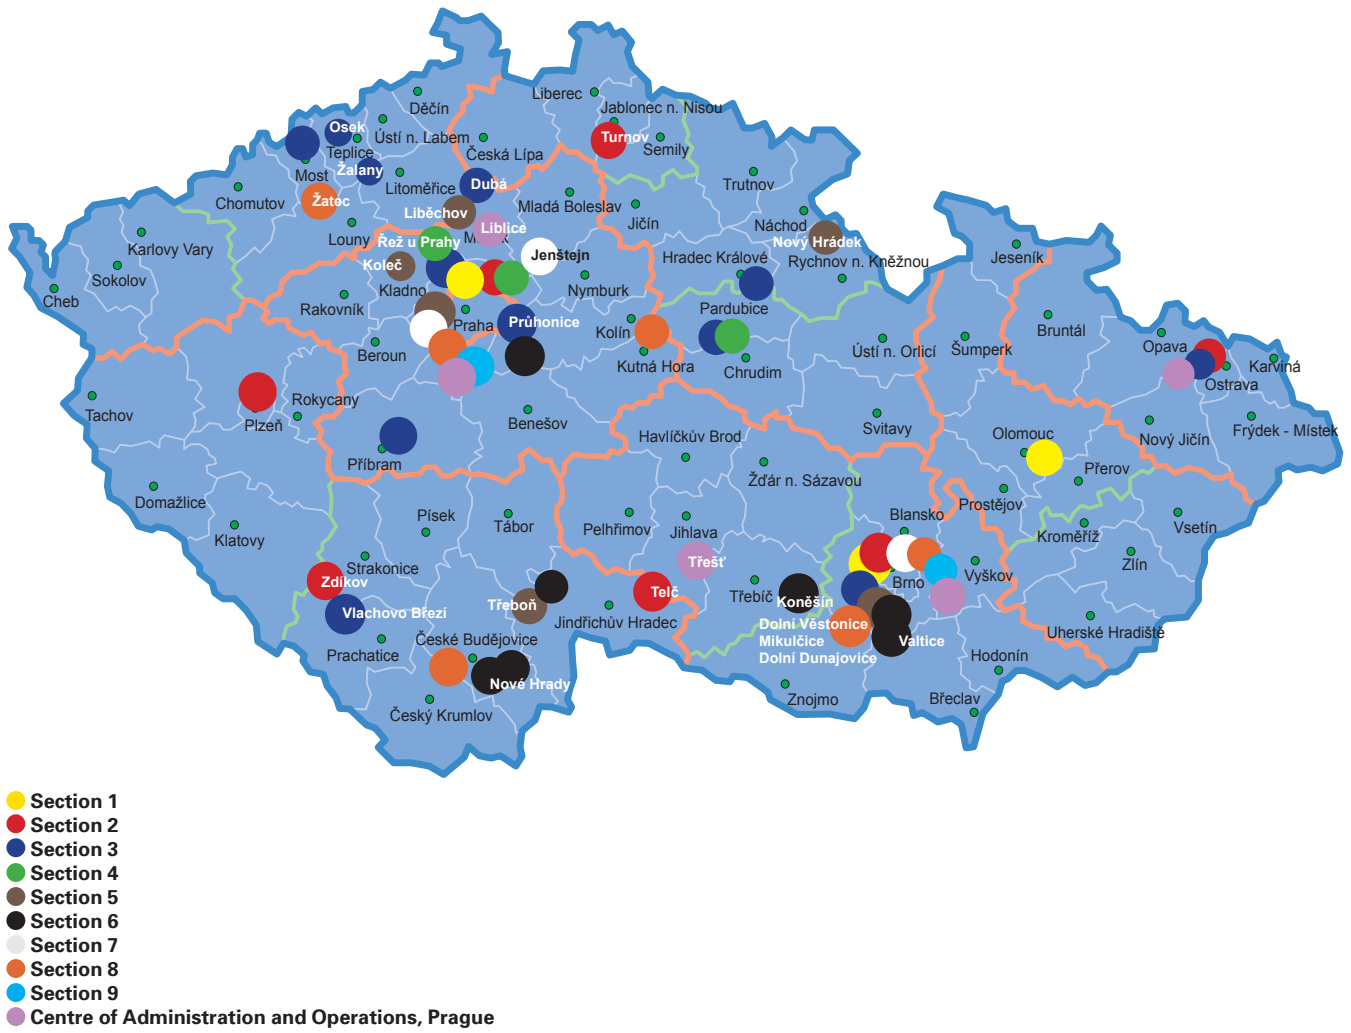 Děčín
Liberec
Jablonec n. Nisou
Osek
Ústí n. Labem
Turnov
Teplice
Česká Lípa
Semily
Most
Žalany
Litoměřice
Dubá
Trutnov
Chomutov
Žatec
Mladá Boleslav
Liběchov
Jičín
Náchod
Louny
Liblice
Karlovy Vary
Řež u Prahy
Nový Hrádek
Jenštejn
Hradec Králové
Rychnov n. Kněžnou
Jeseník
Koleč
Sokolov
Kladno
Nymburk
Cheb
Rakovník
Pardubice
Praha
Průhonice
Kolín
Bruntál
Beroun
Opava
Ústí n. Orlicí
Šumperk
Kutná Hora
Chrudim
Karviná
Ostrava
Rokycany
Tachov
Plzeň
Benešov
Svitavy
Frýdek - Místek
Havlíčkův Brod
Olomouc
Nový Jičín
Příbram
Přerov
Žďár n. Sázavou
Domažlice
Prostějov
Písek
Tábor
Pelhřimov
Jihlava
Blansko
Vsetín
Klatovy
Kroměříž
Třešť
Zlín
Strakonice
Zdíkov
Telč
Třebíč
Brno
Vyškov
Třeboň
Koněšín
Vlachovo Březí
Jindřichův Hradec
Dolní Věstonice
Mikulčice
Valtice
Uherské Hradiště
České Budějovice
Prachatice
Dolní Dunajovice
Hodonín
Nové Hrady
Znojmo
Břeclav
Český Krumlov
Section 1
Section 2
Section 3
Section 4
Section 5
Section 6
Section 7
Section 8
Section 9
Centre of Administration and Operations, Prague